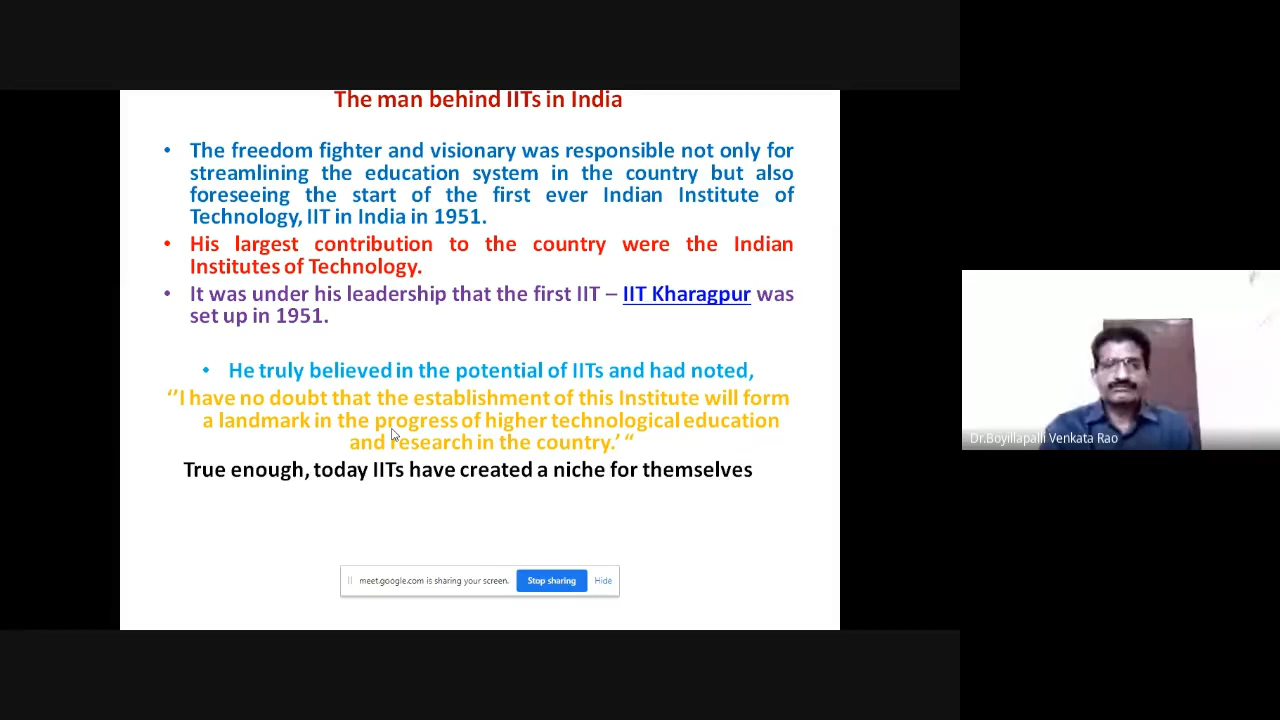 The man behind IITs in India
• The freedom fighter and visionary was responsible not only for
streamlining the education system in the country but also
foreseeing the start of the first ever Indian Institute of
Technology, IIT in India in 1951.
• His largest contribution to the country were the Indian
Institutes of Technology.
• It was under his leadership that the first IIT – IIT Kharagpur was
set up in 1951.
• He truly believed in the potential of IITs and had noted,
‘’I have no doubt that the establishment of this Institute will form
a landmark in the progress of higher technological education
and research in the country.’ “
True enough, today IITs have created a niche for themselves
meet.google.com is sharing your screen. Stop sharing Hide
Dr.Boyillapalli Venkata Rao